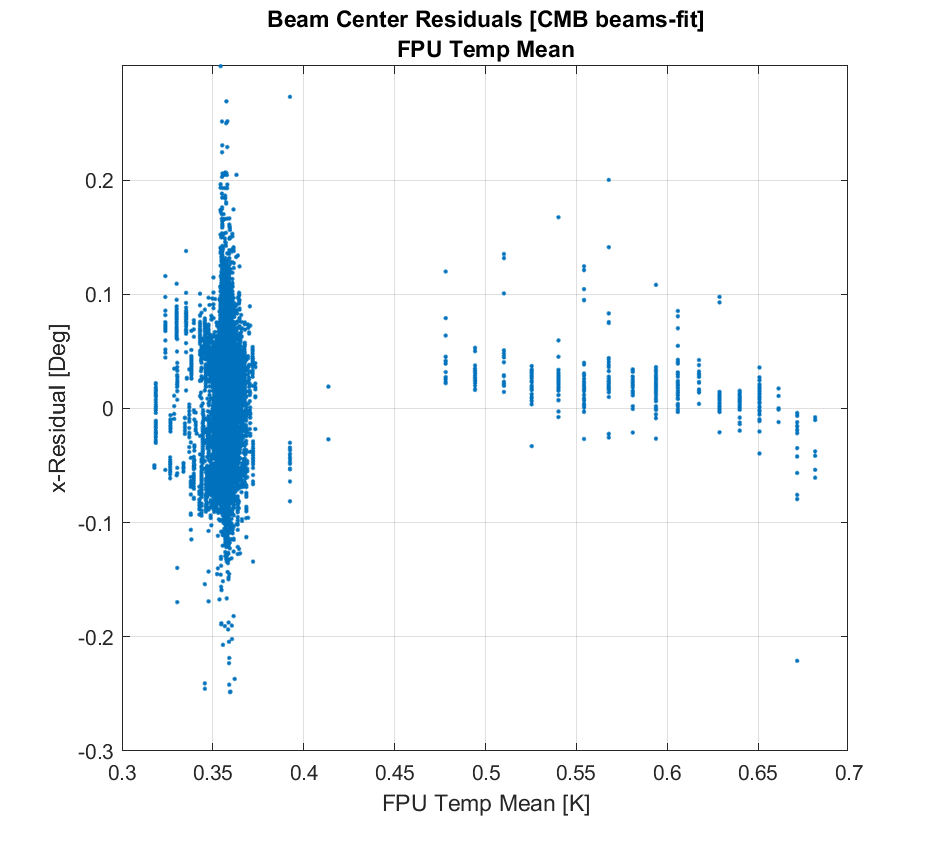 Beam Center Residuals [CMB beams-fit]
FPU Temp Mean
0.2
0.1
0
-0.1
-0.2
-0.3
x-Residual [Deg]
0.3 0.35 0.4 0.45 0.5 0.55 0.6 0.65 0.7
FPU Temp Mean [K]